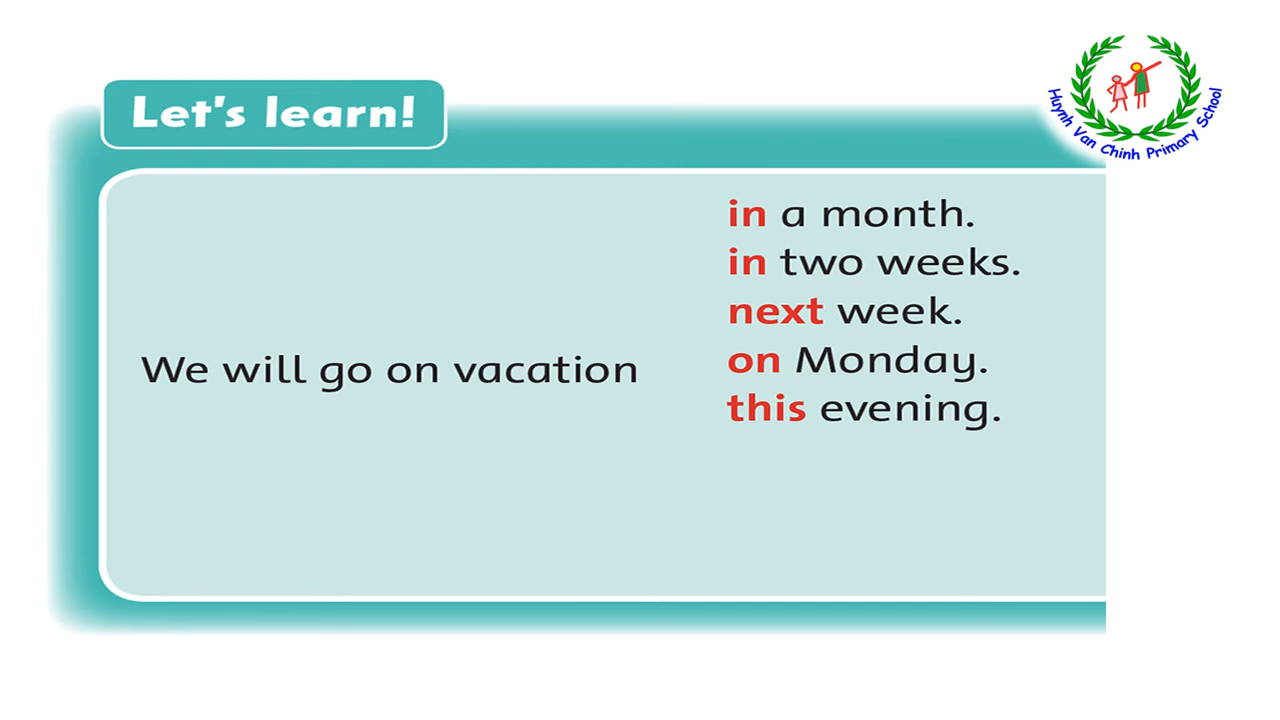 Let's learn!
Huynh Van Chinh Primary School
We will go on vacation
in a month.
in two weeks.
next week.
on Monday.
this evening.